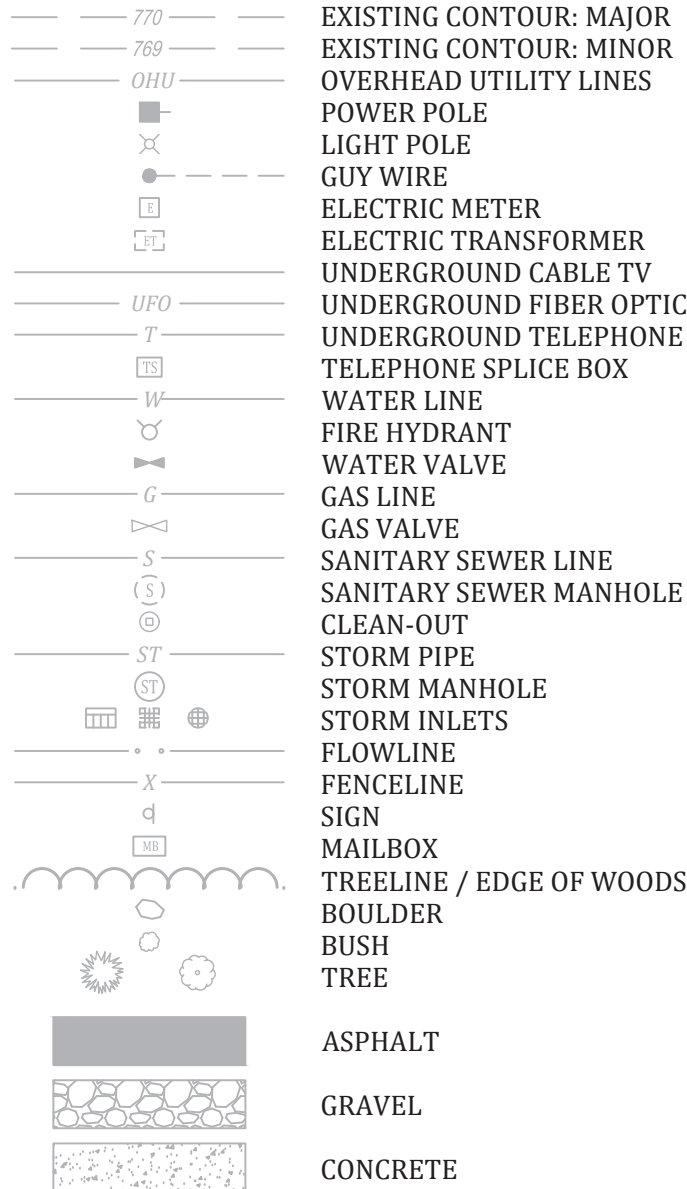 770 EXISTING CONTOUR: MAJOR
769 EXISTING CONTOUR: MINOR
OHU OVERHEAD UTILITY LINES
POWER POLE
LIGHT POLE
GUY WIRE
E ELECTRIC METER
ET ELECTRIC TRANSFORMER
UNDERGROUND CABLE TV
UFO UNDERGROUND FIBER OPTIC
T UNDERGROUND TELEPHONE
TS TELEPHONE SPLICE BOX
W WATER LINE
FIRE HYDRANT
WATER VALVE
G GAS LINE
GAS VALVE
S SANITARY SEWER LINE
S SANITARY SEWER MANHOLE
CLEAN-OUT
ST STORM PIPE
ST STORM MANHOLE
STORM INLETS
FLOWLINE
X FENCELINE
SIGN
MB MAILBOX
TREELINE / EDGE OF WOODS
BOULDER
BUSH
TREE
ASPHALT
GRAVEL
CONCRETE